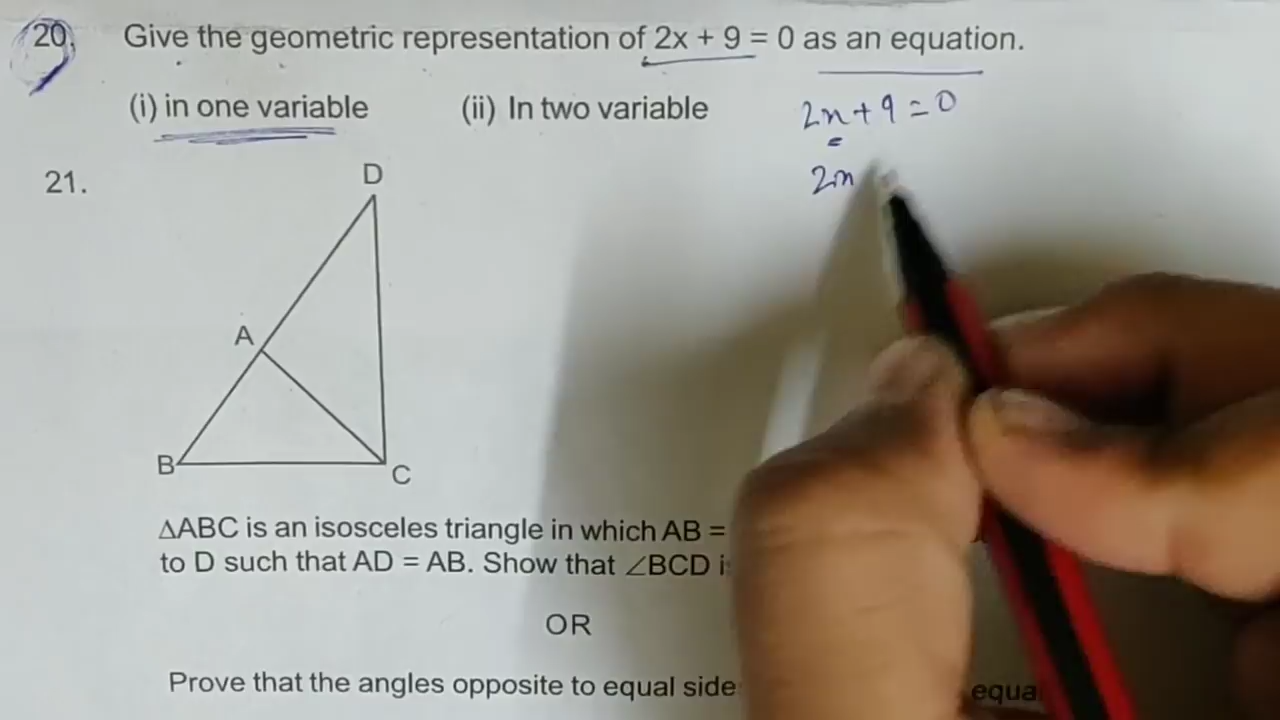 20. Give the geometric representation of 2x + 9 = 0 as an equation.
(i) in one variable (ii) In two variable
2x + 9 = 0
2x
21.
D
A
B
C
ΔABC is an isosceles triangle in which AB =
to D such that AD = AB. Show that ∠BCD
OR
Prove that the angles opposite to equal side equa